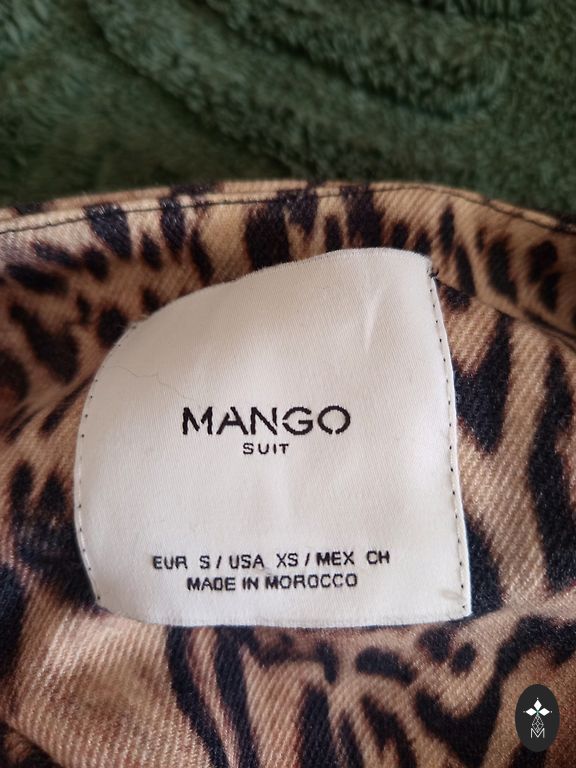 MANGO
SUIT
EUR S / USA XS / MEX CH
MADE IN MOROCCO
M